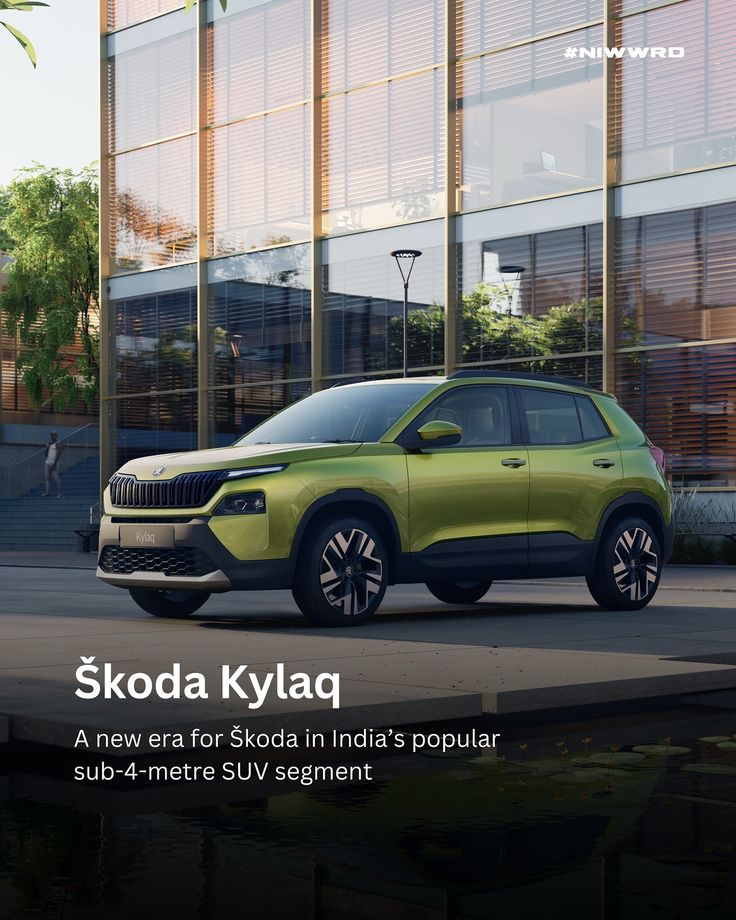 #NIWWRD
Kylaq
Škoda Kylaq
A new era for Škoda in India’s popular
sub-4-metre SUV segment